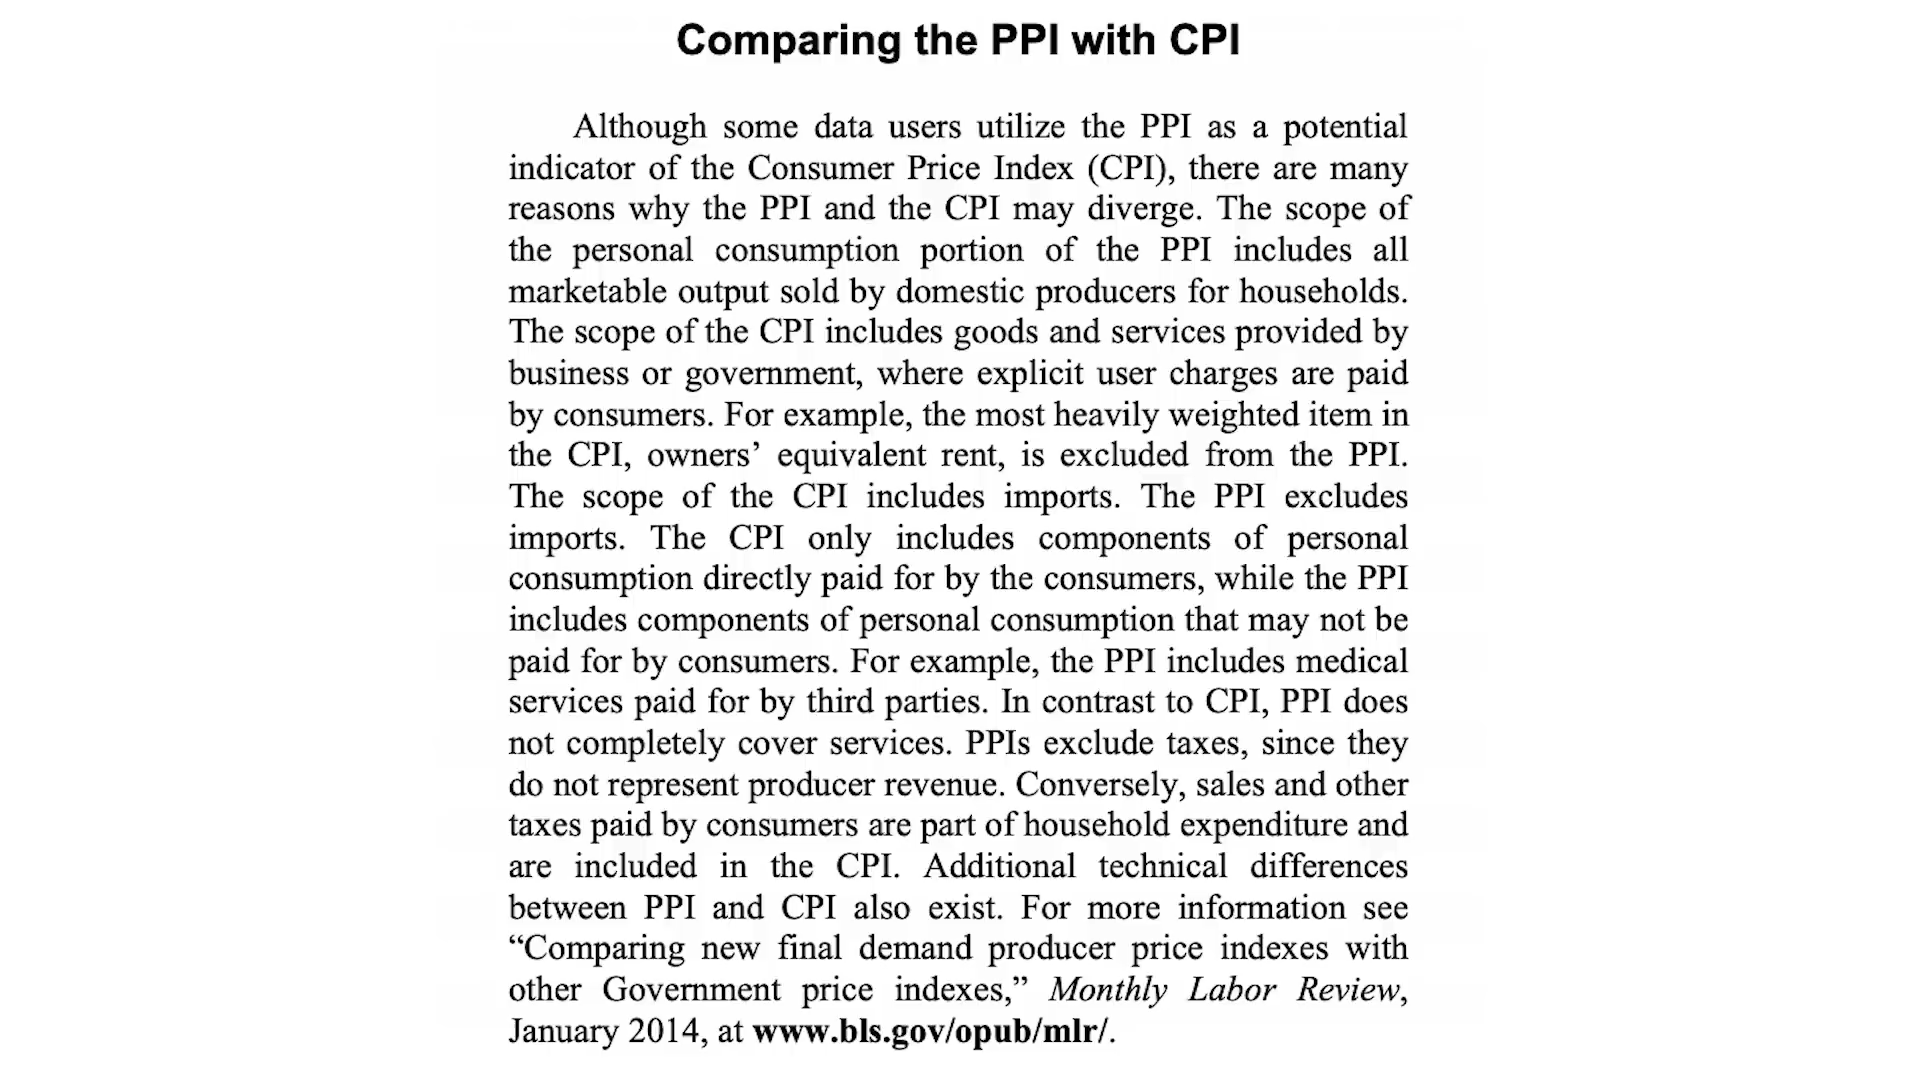 Comparing the PPI with CPI
Although some data users utilize the PPI as a potential
indicator of the Consumer Price Index (CPI), there are many
reasons why the PPI and the CPI may diverge. The scope of
the personal consumption portion of the PPI includes all
marketable output sold by domestic producers for households.
The scope of the CPI includes goods and services provided by
business or government, where explicit user charges are paid
by consumers. For example, the most heavily weighted item in
the CPI, owners’ equivalent rent, is excluded from the PPI.
The scope of the CPI includes imports. The PPI excludes
imports. The CPI only includes components of personal
consumption directly paid for by the consumers, while the PPI
includes components of personal consumption that may not be
paid for by consumers. For example, the PPI includes medical
services paid for by third parties. In contrast to CPI, PPI does
not completely cover services. PPIs exclude taxes, since they
do not represent producer revenue. Conversely, sales and other
taxes paid by consumers are part of household expenditure and
are included in the CPI. Additional technical differences
between PPI and CPI also exist. For more information see
“Comparing new final demand producer price indexes with
other Government price indexes,” Monthly Labor Review,
January 2014, at www.bls.gov/opub/mlr/.